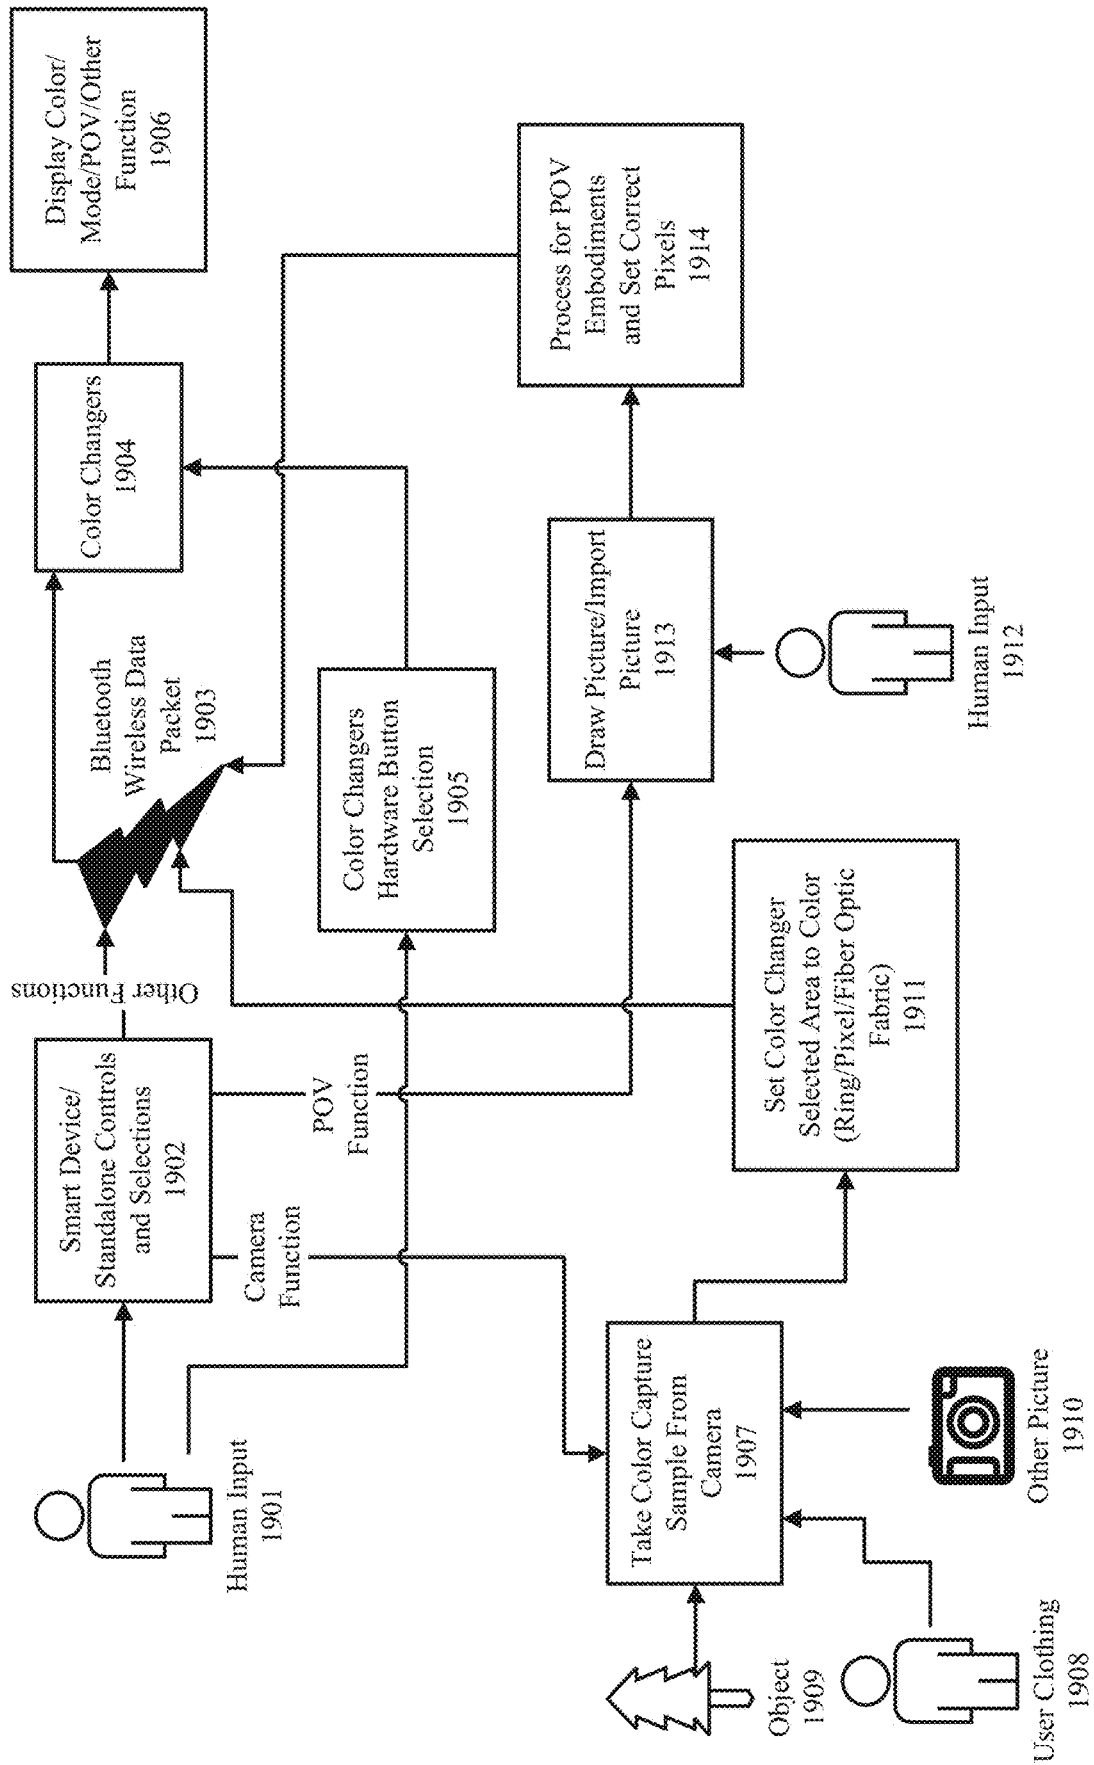 Human Input
1901
Smart Device/
Standalone Controls
and Selections
1902
Other Functions
Bluetooth
Wireless Data
Packet
1903
Color Changers
1904
Display Color/
Mode/POV/Other
Function
1906
Camera
Function
POV
Function
Color Changers
Hardware Button
Selection
1905
Object
1909
User Clothing
1908
Other Picture
1910
Take Color Capture
Sample From
Camera
1907
Set Color Changer
Selected Area to Color
(Ring/Pixel/Fiber Optic
Fabric)
1911
Draw Picture/Import
Picture
1913
Human Input
1912
Process for POV
Embodiments
and Set Correct
Pixels
1914